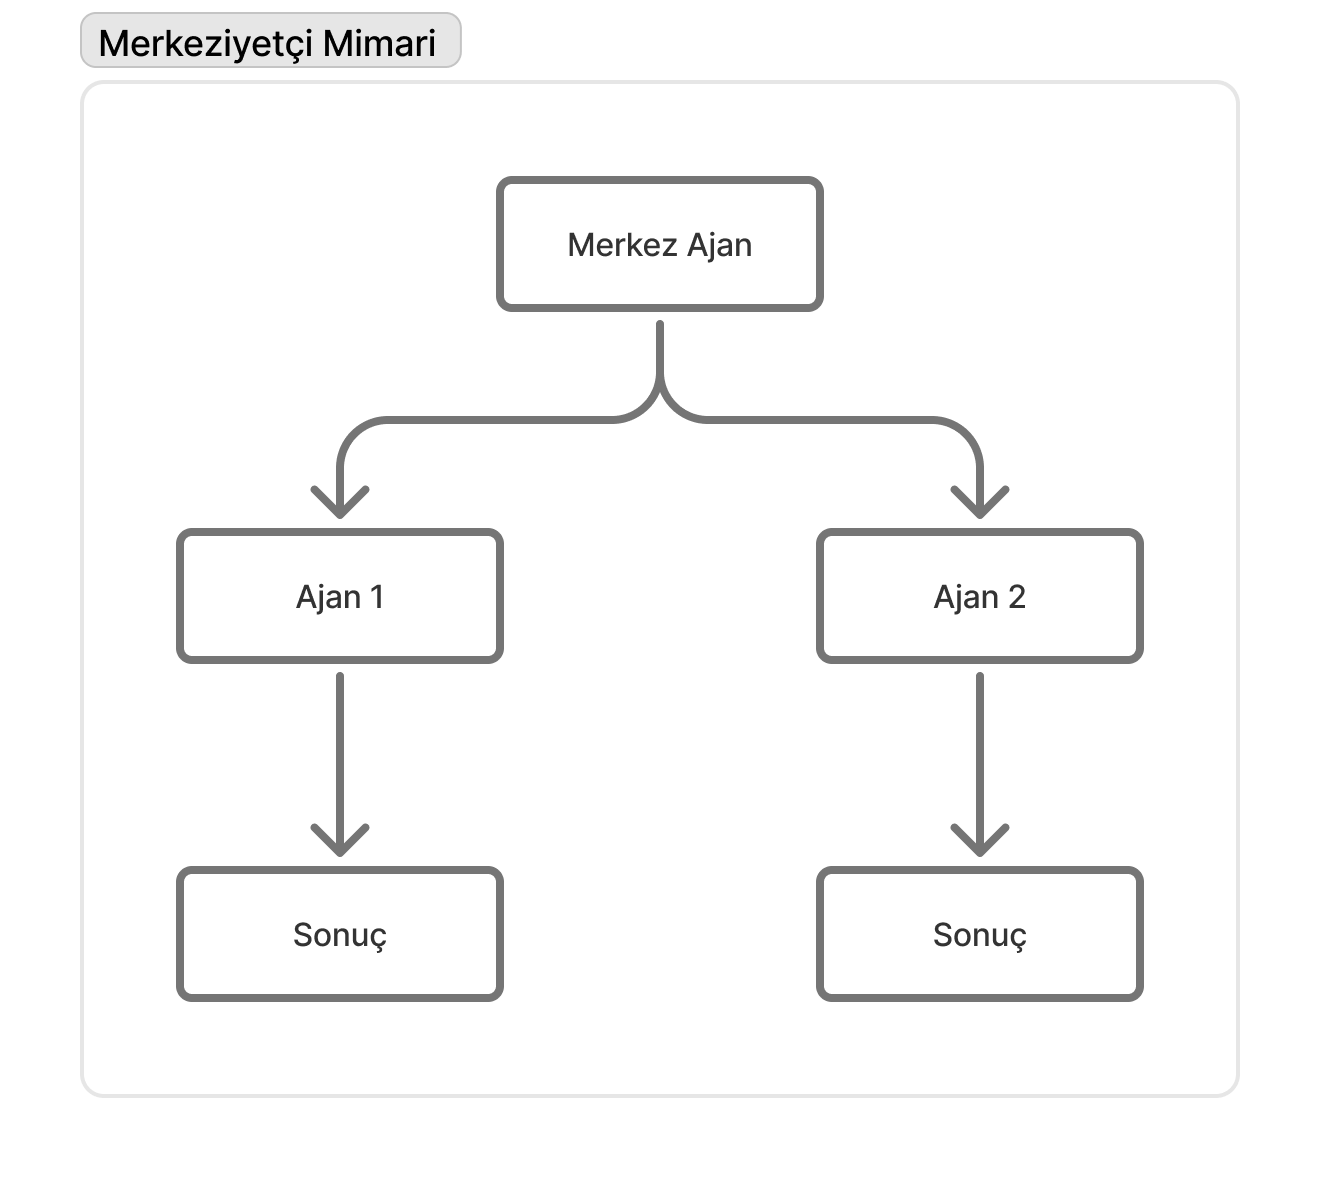 Merkeziyetçi Mimari
Merkez Ajan
Ajan 1
Ajan 2
Sonuç
Sonuç